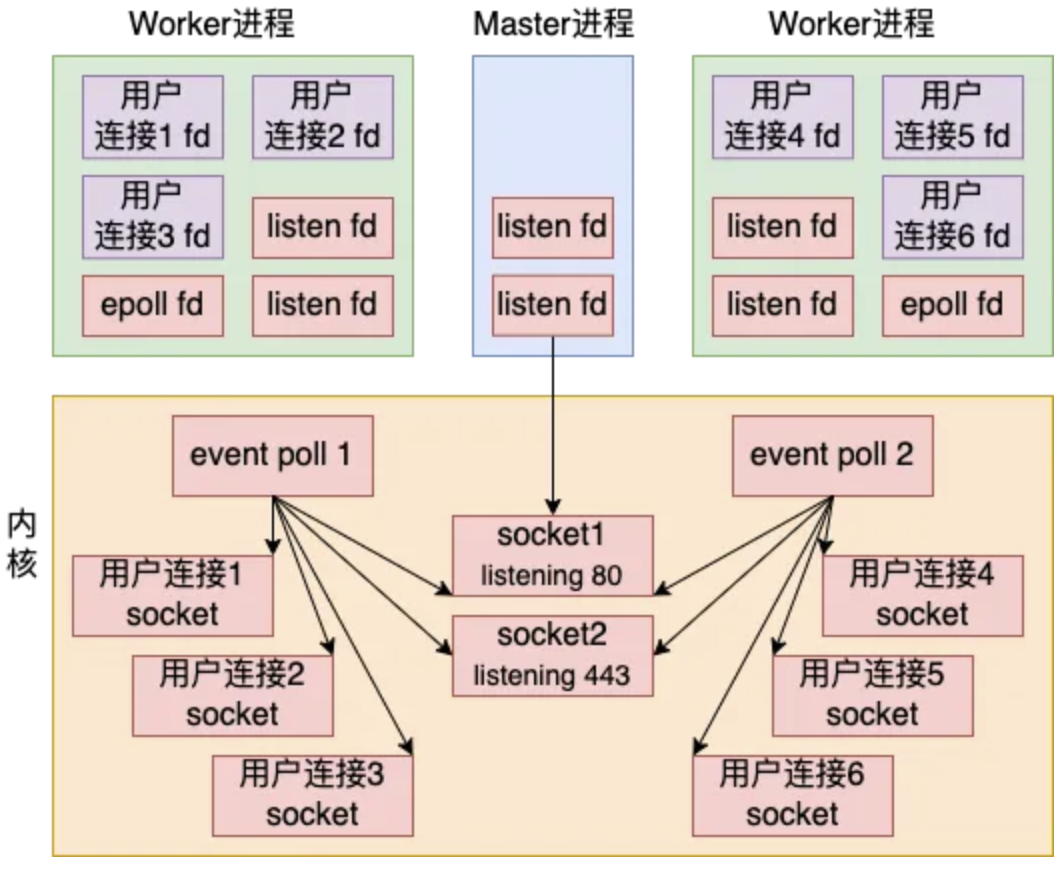 Worker进程
Master进程
Worker进程
用户
连接1 fd
用户
连接2 fd
用户
连接3 fd
listen fd
epoll fd
listen fd
listen fd
listen fd
用户
连接4 fd
用户
连接5 fd
listen fd
用户
连接6 fd
listen fd
epoll fd
内
核
event poll 1
event poll 2
socket1
listening 80
socket2
listening 443
用户连接1
socket
用户连接2
socket
用户连接3
socket
用户连接4
socket
用户连接5
socket
用户连接6
socket